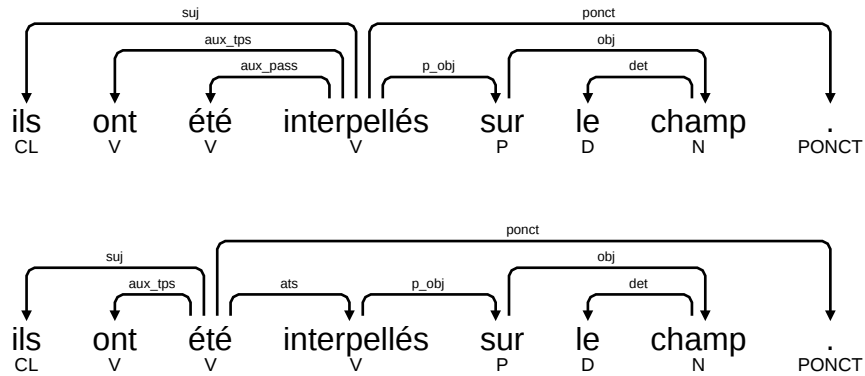 suj ponct
aux_tps obj
aux_pass p_obj det
ils ont été interpellés sur le champ .
CL V V V P D N PONCT
ponct
suj obj
aux_tps ats p_obj det
ils ont été interpellés sur le champ .
CL V V V P D N PONCT